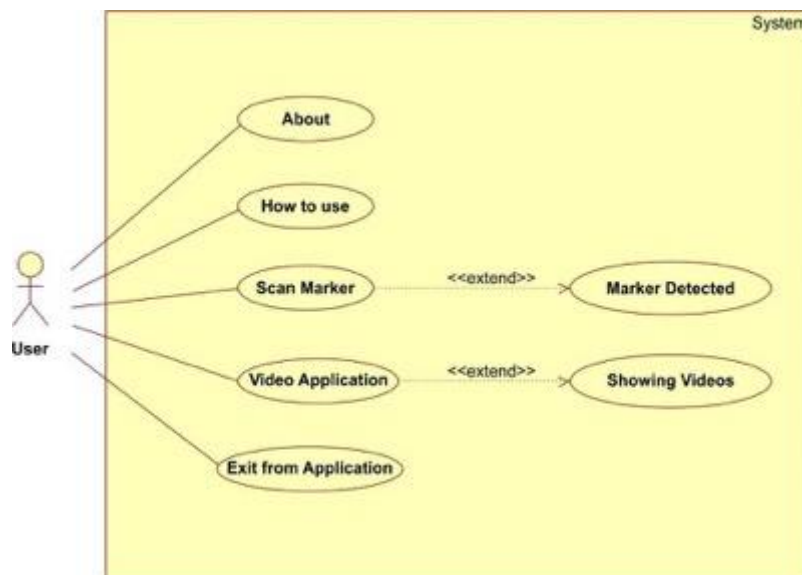 System
About
How to use
Scan Marker
<<extend>>
Marker Detected
User
Video Application
<<extend>>
Showing Videos
Exit from Application